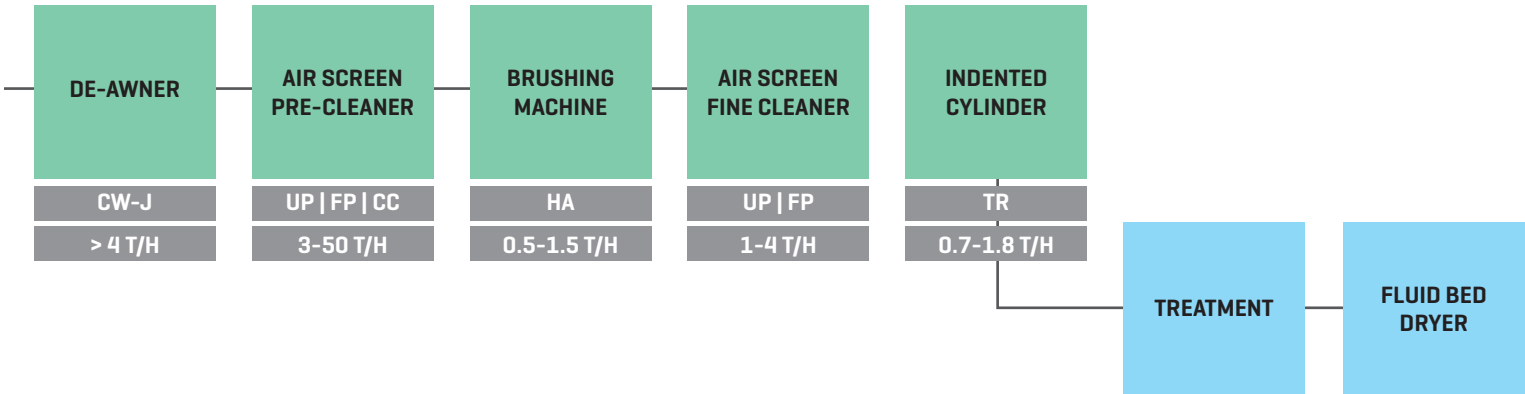 DE-AWNER
CW-J
> 4 T/H
AIR SCREEN
PRE-CLEANER
UP | FP | CC
3-50 T/H
BRUSHING
MACHINE
HA
0.5-1.5 T/H
AIR SCREEN
FINE CLEANER
UP | FP
1-4 T/H
INDENTED
CYLINDER
TR
0.7-1.8 T/H
TREATMENT
FLUID BED
DRYER